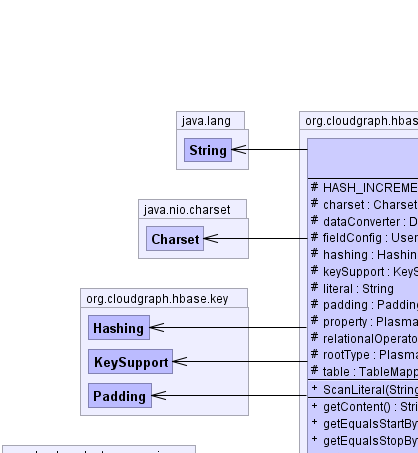 java.lang
String
java.nio.charset
Charset
org.cloudgraph.hbase.key
Hashing
KeySupport
Padding
org.cloudgraph.hbas
# HASH_INCREME
# charset : Charset
# dataConverter : D
# fieldConfig : User
# hashing : Hashin
# keySupport : KeyS
# literal : String
# padding : Padding
# property : Plasma
# relationalOperato
# rootType : Plasma
# table : TableMapp
+ ScanLiteral(String
+ getContent() : Stri
+ getEqualsStartBy
+ getEqualsStopBy